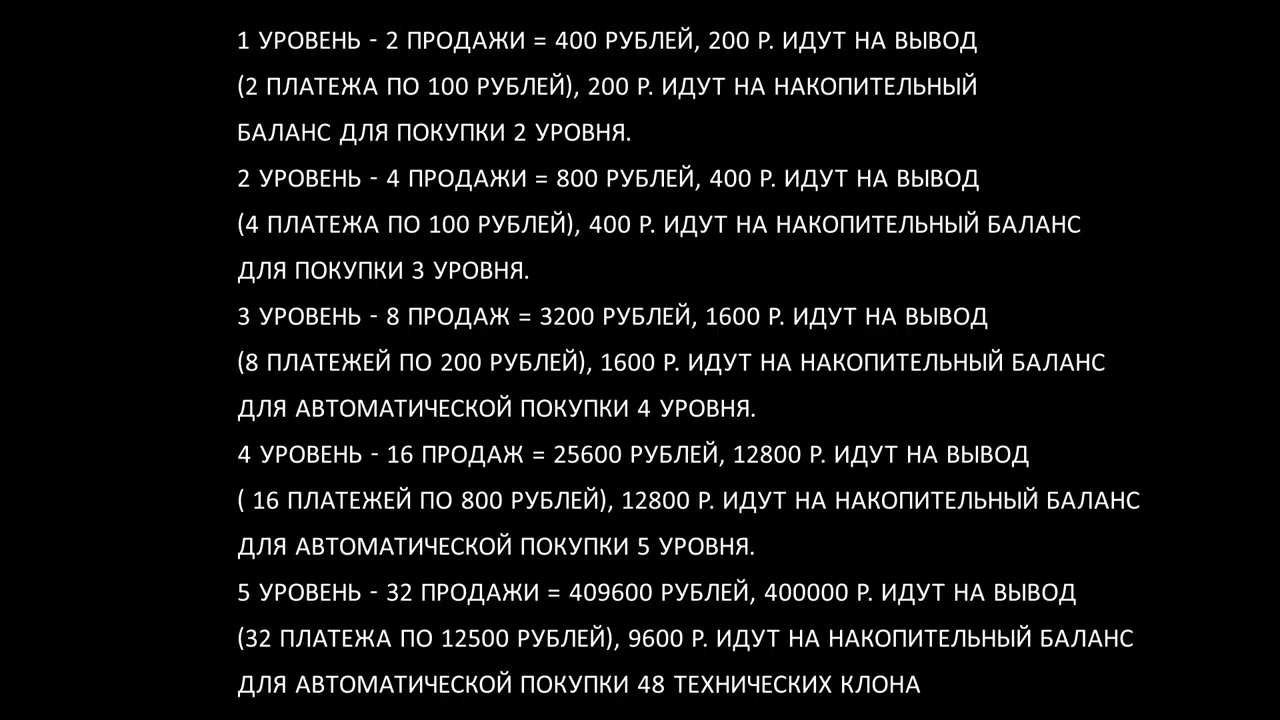 1 УРОВЕНЬ - 2 ПРОДАЖИ = 400 РУБЛЕЙ, 200 Р. ИДУТ НА ВЫВОД
(2 ПЛАТЕЖА ПО 100 РУБЛЕЙ), 200 Р. ИДУТ НА НАКОПИТЕЛЬНЫЙ
БАЛАНС ДЛЯ ПОКУПКИ 2 УРОВНЯ.
2 УРОВЕНЬ - 4 ПРОДАЖИ = 800 РУБЛЕЙ, 400 Р. ИДУТ НА ВЫВОД
(4 ПЛАТЕЖА ПО 100 РУБЛЕЙ), 400 Р. ИДУТ НА НАКОПИТЕЛЬНЫЙ БАЛАНС
ДЛЯ ПОКУПКИ 3 УРОВНЯ.
3 УРОВЕНЬ - 8 ПРОДАЖ = 3200 РУБЛЕЙ, 1600 Р. ИДУТ НА ВЫВОД
(8 ПЛАТЕЖЕЙ ПО 200 РУБЛЕЙ), 1600 Р. ИДУТ НА НАКОПИТЕЛЬНЫЙ БАЛАНС
ДЛЯ АВТОМАТИЧЕСКОЙ ПОКУПКИ 4 УРОВНЯ.
4 УРОВЕНЬ - 16 ПРОДАЖ = 25600 РУБЛЕЙ, 12800 Р. ИДУТ НА ВЫВОД
( 16 ПЛАТЕЖЕЙ ПО 800 РУБЛЕЙ), 12800 Р. ИДУТ НА НАКОПИТЕЛЬНЫЙ БАЛАНС
ДЛЯ АВТОМАТИЧЕСКОЙ ПОКУПКИ 5 УРОВНЯ.
5 УРОВЕНЬ - 32 ПРОДАЖИ = 409600 РУБЛЕЙ, 400000 Р. ИДУТ НА ВЫВОД
(32 ПЛАТЕЖА ПО 12500 РУБЛЕЙ), 9600 Р. ИДУТ НА НАКОПИТЕЛЬНЫЙ БАЛАНС
ДЛЯ АВТОМАТИЧЕСКОЙ ПОКУПКИ 48 ТЕХНИЧЕСКИХ КЛОНА